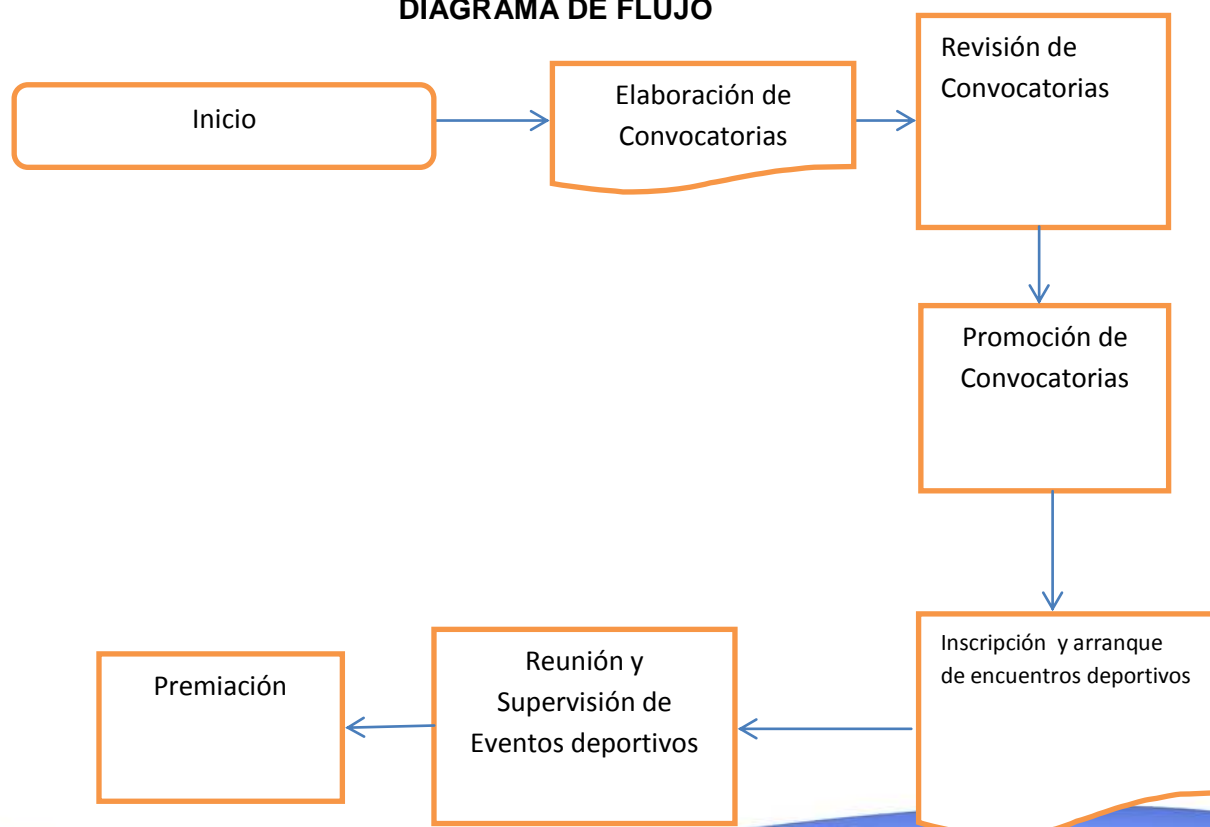 DIAGRAMA DE FLUJO
Inicio
Elaboración de
Convocatorias
Revisión de
Convocatorias
Promoción de
Convocatorias
Inscripción y arranque
de encuentros deportivos
Reunión y
Supervisión de
Eventos deportivos
Premiación